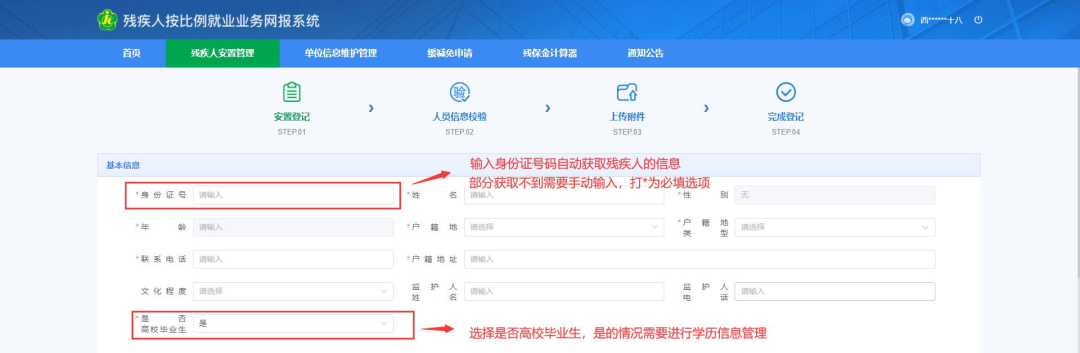 残疾人按比例就业业务网报系统
西******十八
首页 残疾人安置管理 单位信息维护管理 缓减免申请 残保金计算器 通知公告
安置登记 人员信息校验 上传附件 完成登记
STEP.01 STEP.02 STEP.03 STEP.04
基本信息
输入身份证号码自动获取残疾人的信息
部分获取不到需要手动输入，打*为必填选项
*身份证号 请输入 *姓名 请输入 *性别 无
*年龄 请输入 *户籍地 请选择 *户籍地类型 请选择
*联系电话 请输入 *户籍地址 请输入
文化程度 请选择 监护人姓名 请输入 监护人电话 请输入
*是否高校毕业生 是
选择是否高校毕业生，是的情况需要进行学历信息管理